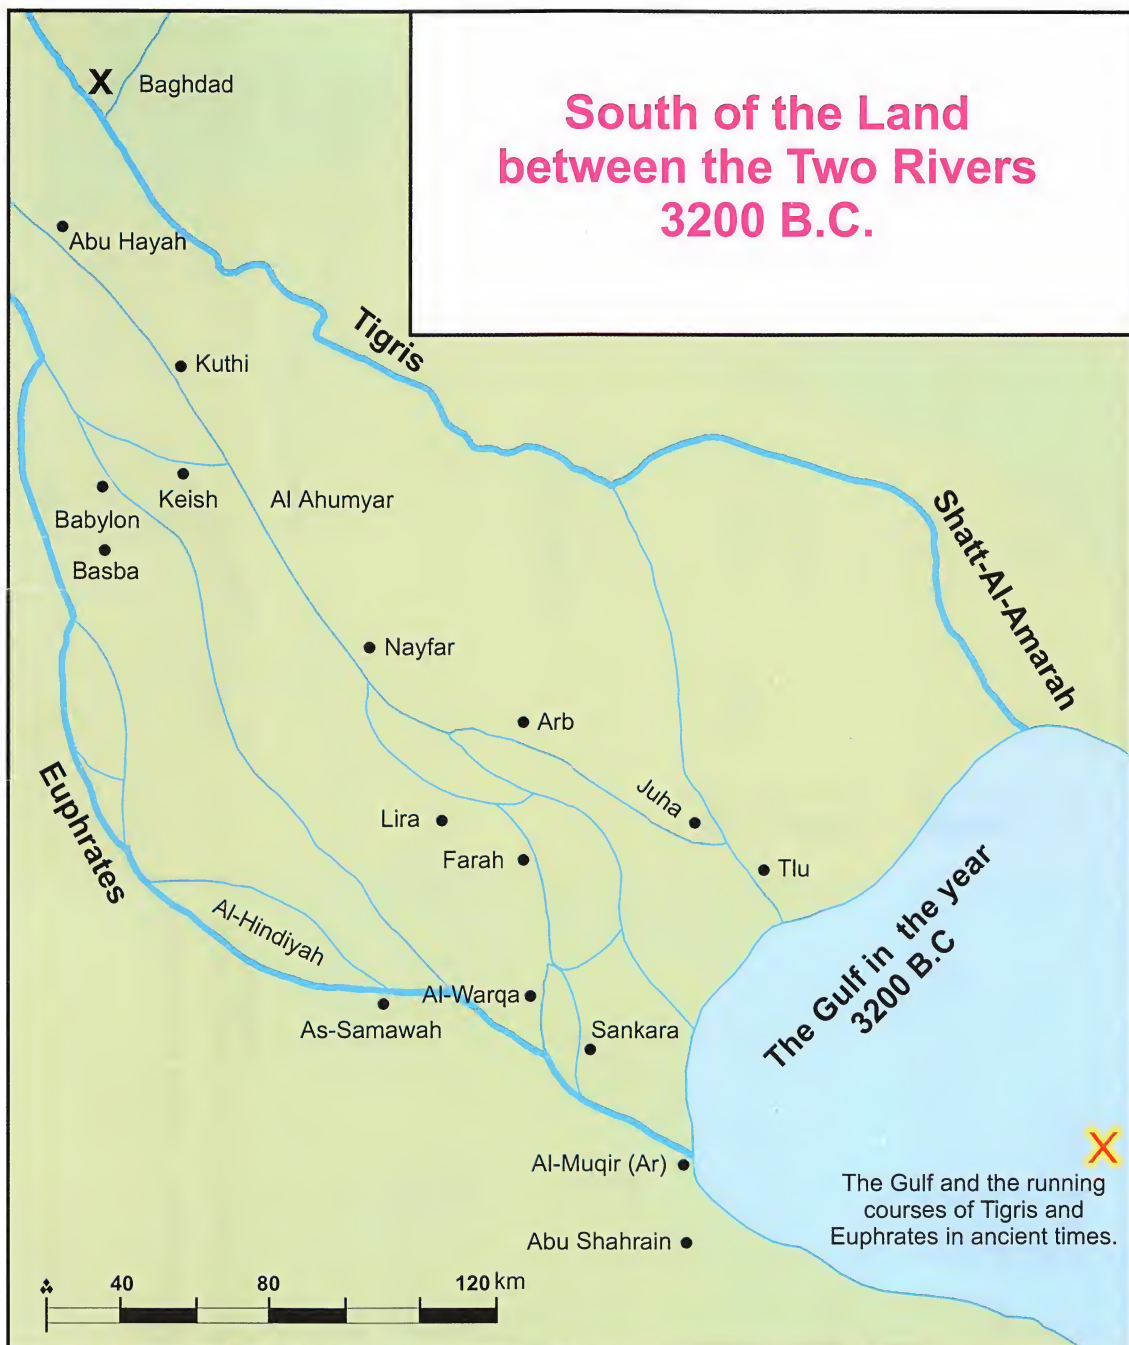 South of the Land
between the Two Rivers
3200 B.C.
X
Baghdad
Abu Hayah
Tigris
Kuthi
Keish
Al Ahumyar
Babylon
Basba
Shatt-Al-Amarah
Nayfar
Arb
Euphrates
Juha
Lira
Farah
Tlu
Al-Hindiyah
The Gulf in the year
3200 B.C
Al-Warqa
As-Samawah
Sankara
X
Al-Muqir (Ar)
The Gulf and the running
courses of Tigris and
Euphrates in ancient times.
Abu Shahrain
40 80 120 km